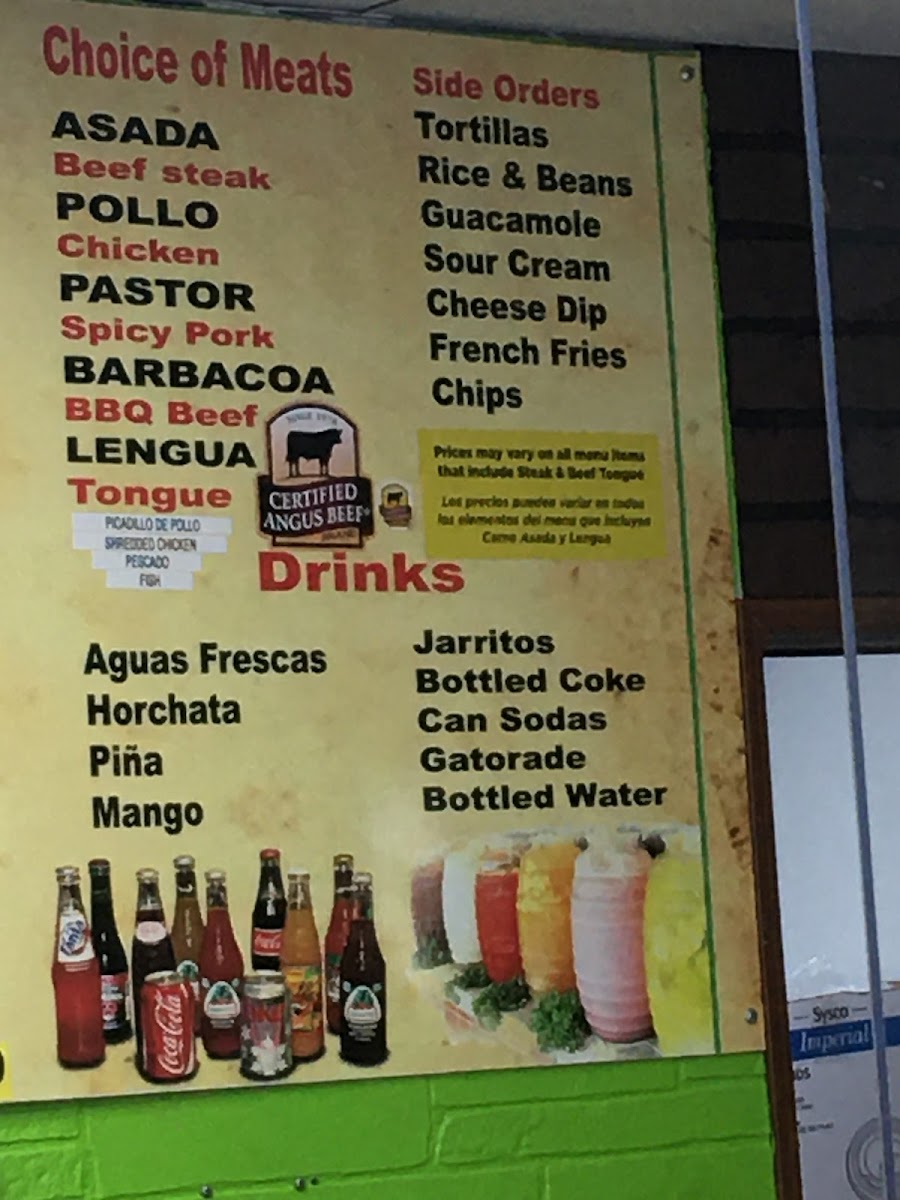 Choice of Meats
ASADA
Beef steak
POLLO
Chicken
PASTOR
Spicy Pork
BARBACOA
BBQ Beef
LENGUA
Tongue
PICADILLO DE POLLO
SHREDDED CHICKEN
PESCADO
FISH
CERTIFIED
ANGUS BEEF
BRAND
Side Orders
Tortillas
Rice & Beans
Guacamole
Sour Cream
Cheese Dip
French Fries
Chips
Prices may vary on all menu items
that include Steak & Beef Tongue
Los precios pueden variar en todos
los elementos del menu que incluyen
Carne Asada y Lengua
Drinks
Aguas Frescas
Horchata
Piña
Mango
Jarritos
Bottled Coke
Can Sodas
Gatorade
Bottled Water
Coca-Cola
Sysco
Imperial